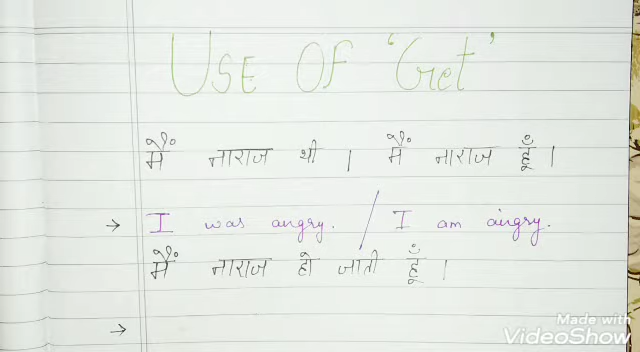 USE OF 'Get'
मैं नाराज थी । मैं नाराज हूँ ।
→ I was angry. / I am angry.
मैं नाराज हो जाती हूँ ।
→
Made with
VideoShow